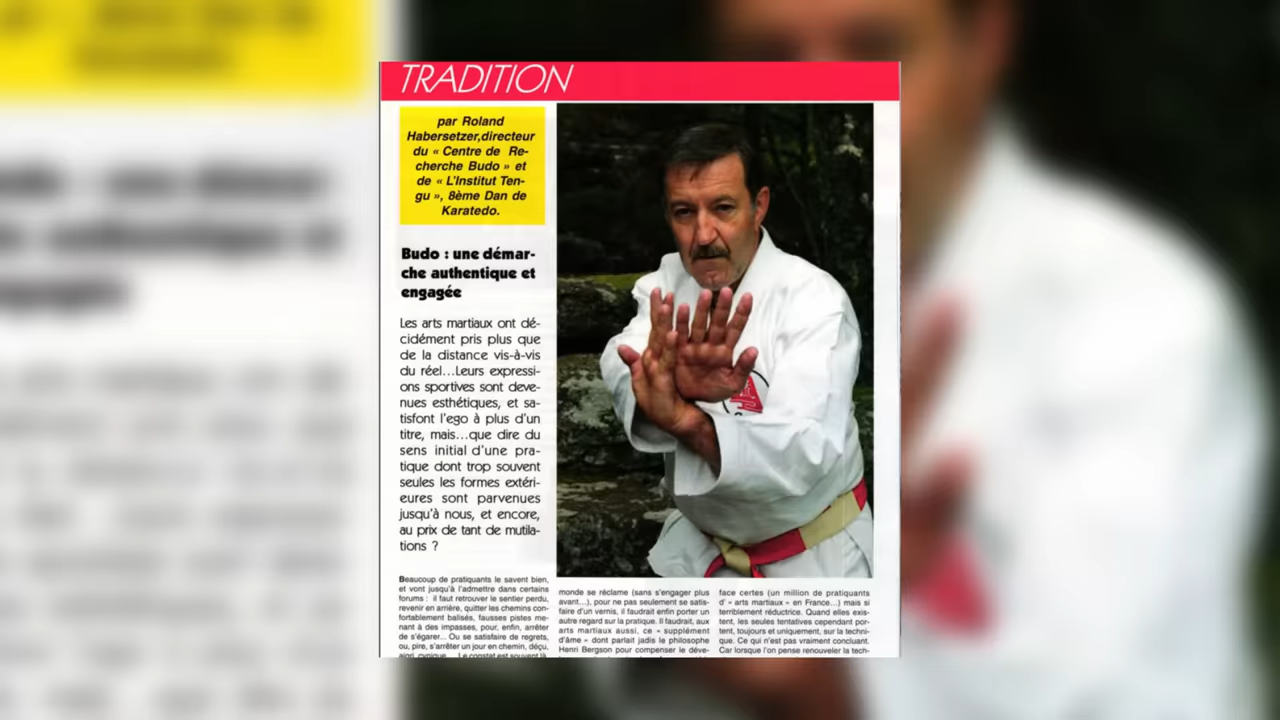 TRADITION
par Roland
Habersetzer,directeur
du « Centre de Re-
cherche Budo » et
de « L'Institut Ten-
gu », 8ème Dan de
Karatedo.
Budo : une démar-
che authentique et
engagée
Les arts martiaux ont dé-
cidément pris plus que
de la distance vis-à-vis
du réel...Leurs expressi-
ons sportives sont deve-
nues esthétiques, et sa-
tisfont l'ego à plus d'un
titre, mais...que dire du
sens initial d'une pra-
tique dont trop souvent
seules les formes extéri-
eures sont parvenues
jusqu'à nous, et encore,
au prix de tant de mutila-
tions ?
Beaucoup de pratiquants le savent bien,
et vont jusqu'à l'admettre dans certains
forums : il faut retrouver le sentier perdu,
revenir en arrière, quitter les chemins con-
fortablement balisés, fausses pistes me-
nant à des impasses, pour, enfin, arrêter
de s'égarer... Ou se satisfaire de regrets,
ou, pire, s'arrêter un jour en chemin, déçu,
aigri, cynique... Le constat est souvent là,
monde se réclame (sans s'engager plus
avant...), pour ne pas seulement se satis-
faire d'un vernis, il faudrait enfin porter un
autre regard sur la pratique. Il faudrait, aux
arts martiaux aussi, ce « supplément
d'âme » dont parlait jadis le philosophe
Henri Bergson pour compenser le déve-
face certes (un million de pratiquants
d' « arts martiaux » en France...) mais si
terriblement réductrice. Quand elles exis-
tent, les seules tentatives cependant por-
tent, toujours et uniquement, sur la techni-
que. Ce qui n'est pas vraiment concluant.
Car lorsque l'on pense renouveler la tech-